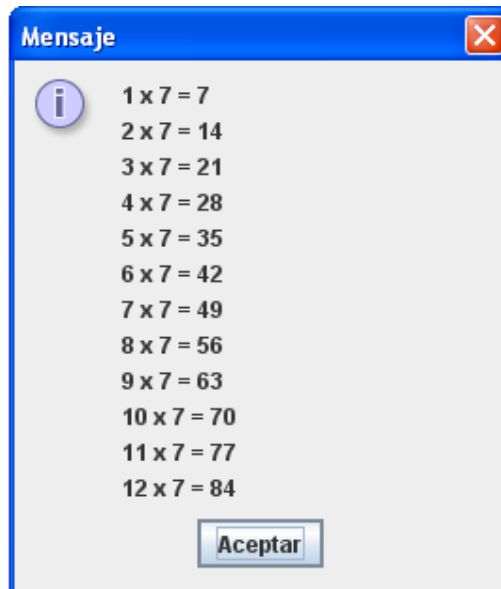 Mensaje
1 x 7 = 7
2 x 7 = 14
3 x 7 = 21
4 x 7 = 28
5 x 7 = 35
6 x 7 = 42
7 x 7 = 49
8 x 7 = 56
9 x 7 = 63
10 x 7 = 70
11 x 7 = 77
12 x 7 = 84
Aceptar